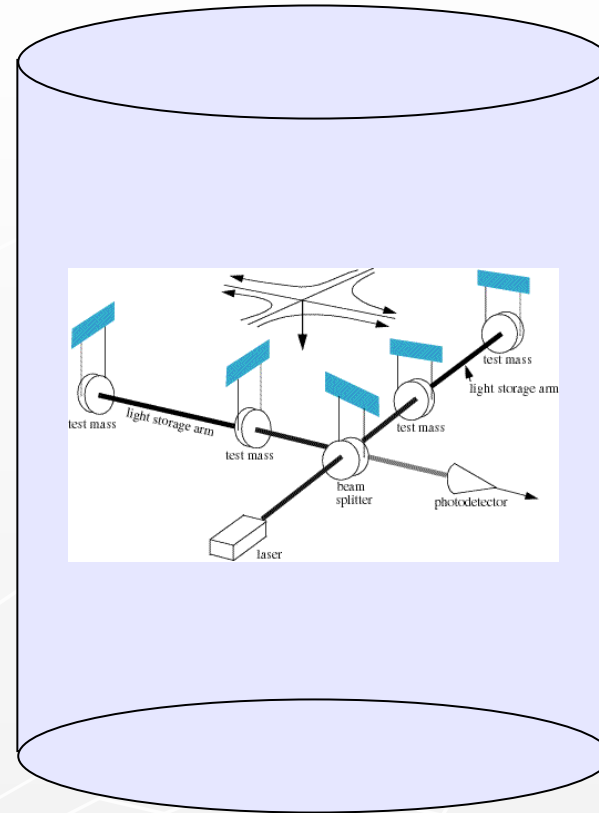 test mass
light storage arm
test mass
light storage arm
test mass
test mass
beam
splitter
photodetector
laser